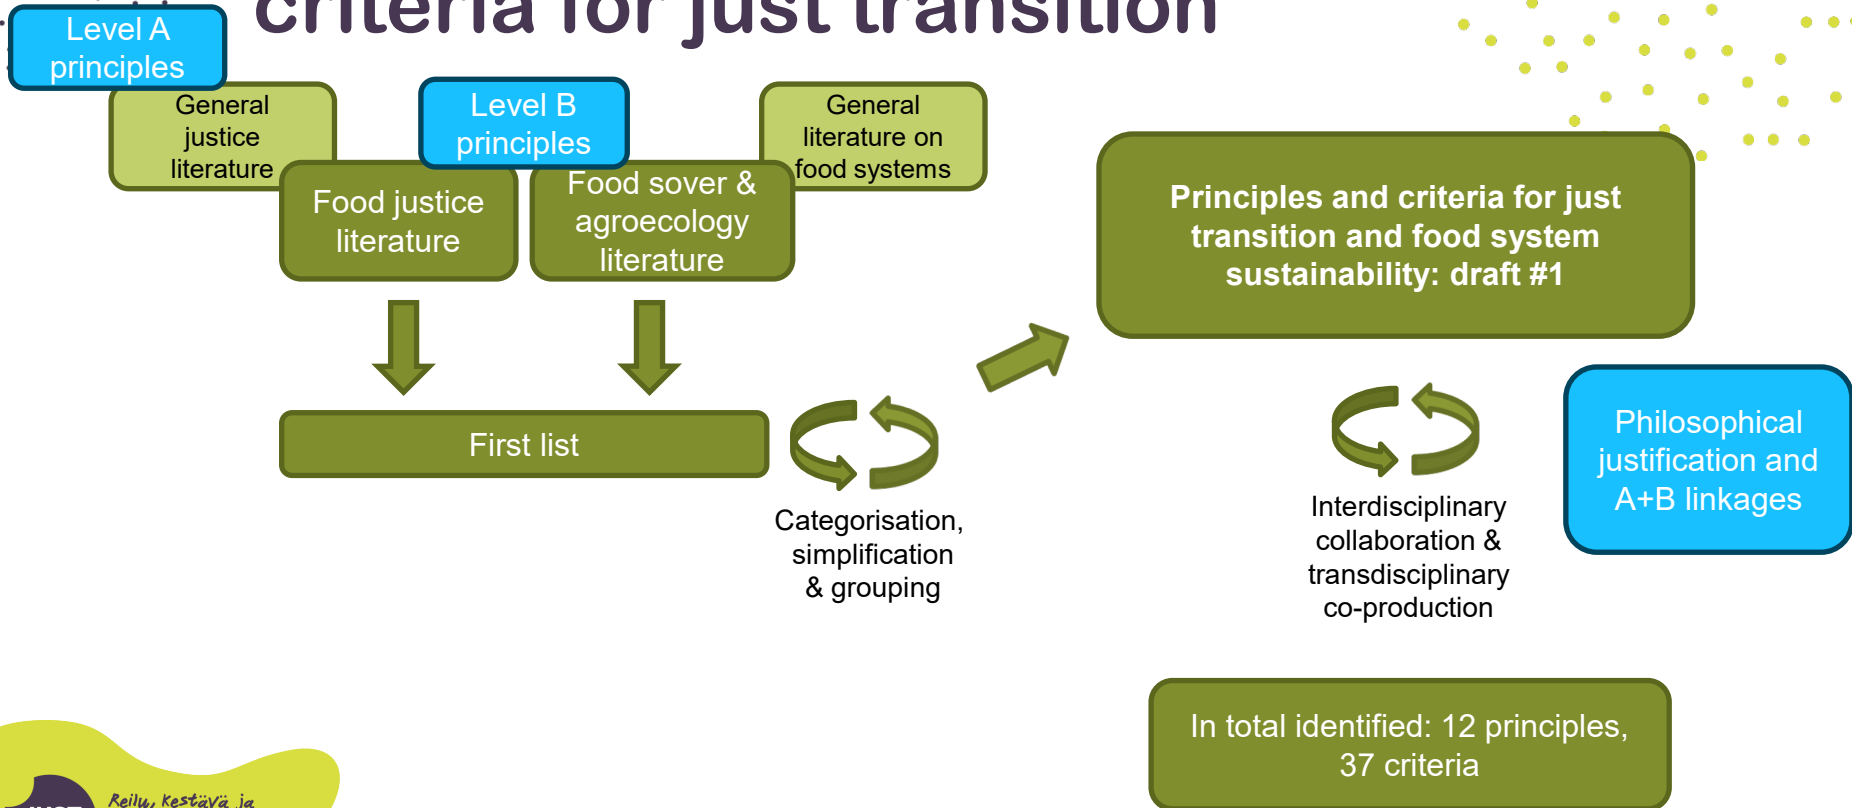 criteria for just transition
Level A
principles
General
justice
literature
Level B
principles
General
literature on
food systems
Food justice
literature
Food sover &
agroecology
literature
First list
Categorisation,
simplification
& grouping
Principles and criteria for just
transition and food system
sustainability: draft #1
Interdisciplinary
collaboration &
transdisciplinary
co-production
Philosophical
justification and
A+B linkages
In total identified: 12 principles,
37 criteria
Reilu, kestävä ja